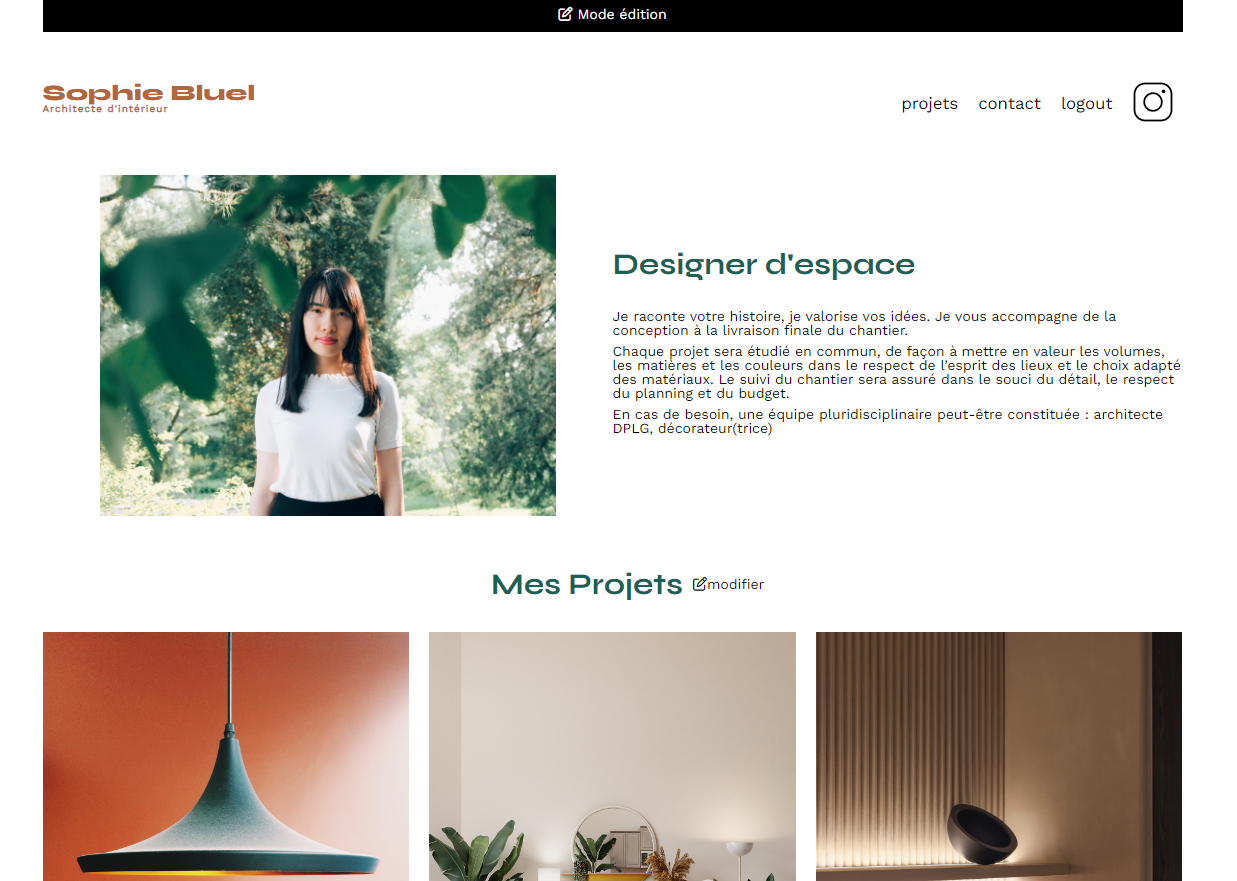 Mode édition
Sophie Bluel
Architecte d'intérieur
projets contact logout
Designer d'espace
Je raconte votre histoire, je valorise vos idées. Je vous accompagne de la
conception à la livraison finale du chantier.
Chaque projet sera étudié en commun, de façon à mettre en valeur les volumes,
les matières et les couleurs dans le respect de l’esprit des lieux et le choix adapté
des matériaux. Le suivi du chantier sera assuré dans le souci du détail, le respect
du planning et du budget.
En cas de besoin, une équipe pluridisciplinaire peut-être constituée : architecte
DPLG, décorateur(trice)
Mes Projets modifier